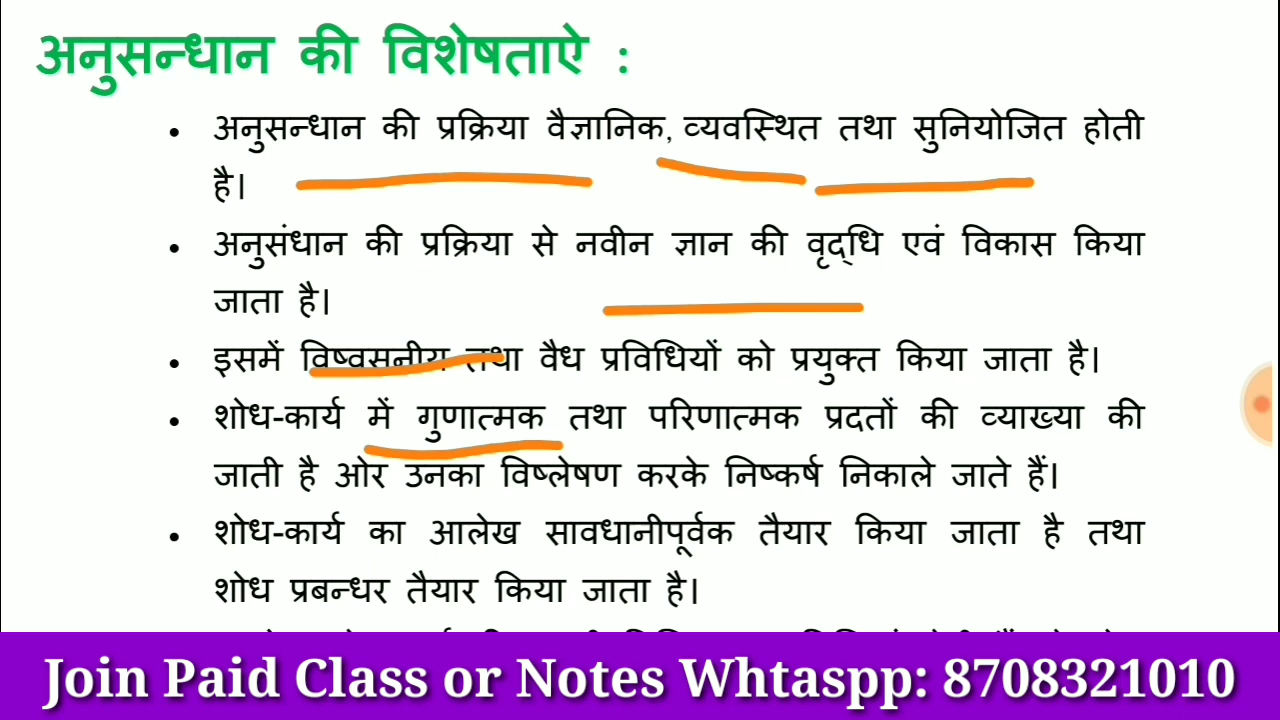 अनुसन्धान की विशेषताऐ :
• अनुसन्धान की प्रक्रिया वैज्ञानिक, व्यवस्थित तथा सुनियोजित होती
है।
• अनुसंधान की प्रक्रिया से नवीन ज्ञान की वृद्धि एवं विकास किया
जाता है।
• इसमें विष्वसनीय तथा वैध प्रविधियों को प्रयुक्त किया जाता है।
• शोध-कार्य में गुणात्मक तथा परिणात्मक प्रदतों की व्याख्या की
जाती है ओर उनका विष्लेषण करके निष्कर्ष निकाले जाते हैं।
• शोध-कार्य का आलेख सावधानीपूर्वक तैयार किया जाता है तथा
शोध प्रबन्धर तैयार किया जाता है।
Join Paid Class or Notes Whtaspp: 8708321010